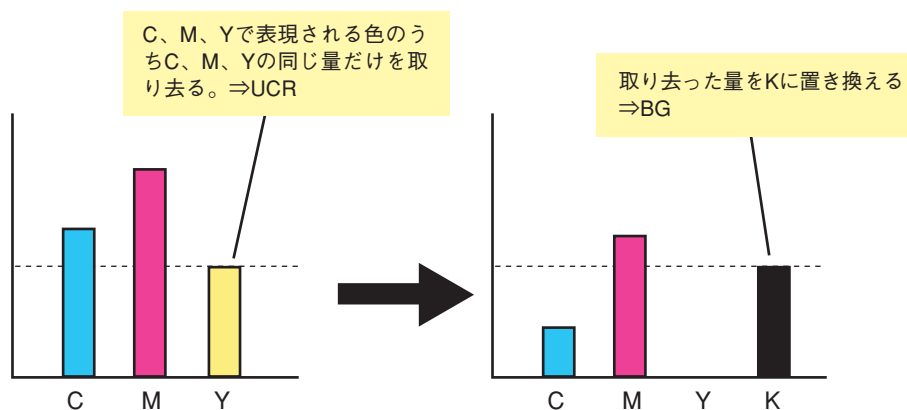 C、M、Yで表現される色のう
ちC、M、Yの同じ量だけを取
り去る。⇒UCR
取り去った量をKに置き換える
⇒BG
C M Y
C M Y K